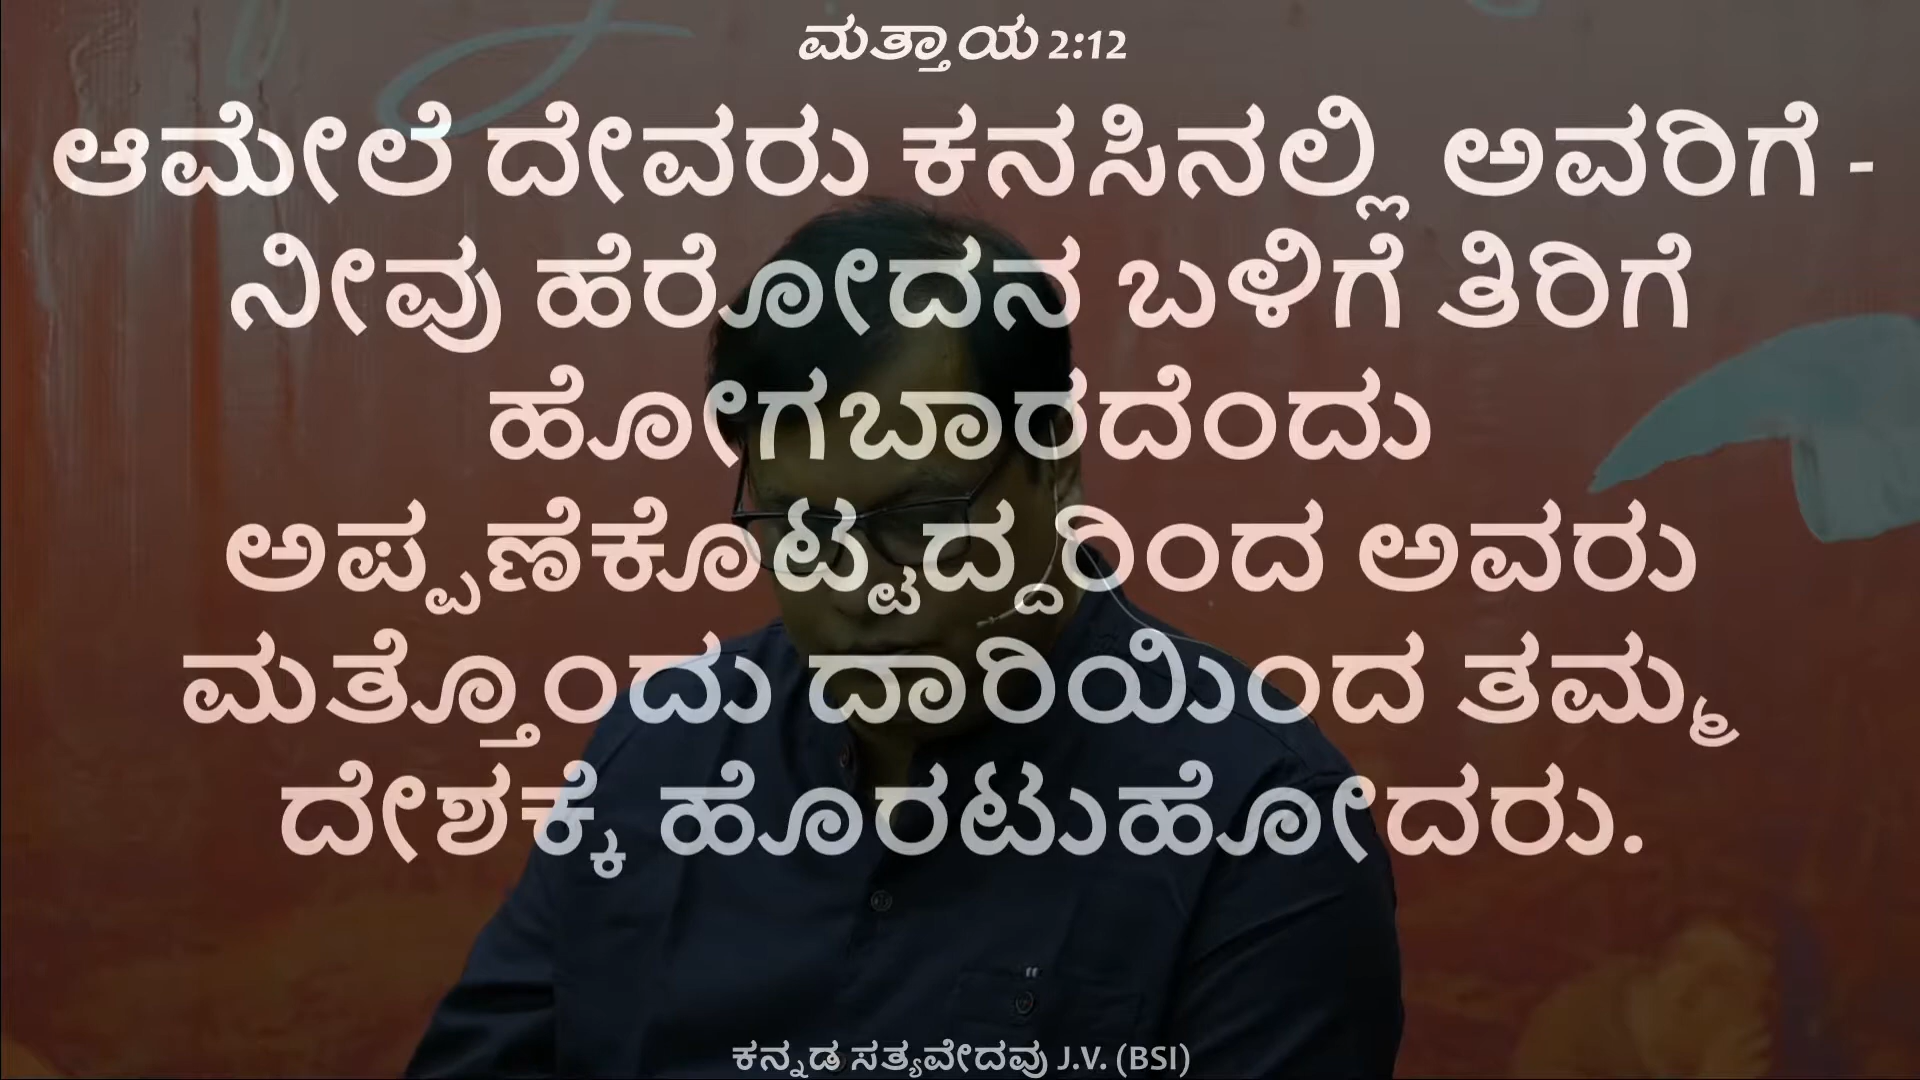 ಮತ್ತಾಯ 2:12
ಆಮೇಲೆ ದೇವರು ಕನಸಿನಲ್ಲಿ ಅವರಿಗೆ -
ನೀವು ಹೆರೋದನ ಬಳಿಗೆ ತಿರಿಗೆ
ಹೋಗಬಾರದೆಂದು
ಅಪ್ಪಣೆಕೊಟ್ಟದ್ದರಿಂದ ಅವರು
ಮತ್ತೊಂದು ದಾರಿಯಿಂದ ತಮ್ಮ
ದೇಶಕ್ಕೆ ಹೊರಟುಹೋದರು.
ಕನ್ನಡ ಸತ್ಯವೇದವು J.V. (BSI)